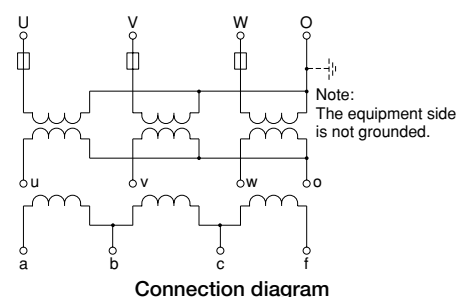 U V W O
Note:
The equipment side
is not grounded.
u v w o
a b c f
Connection diagram